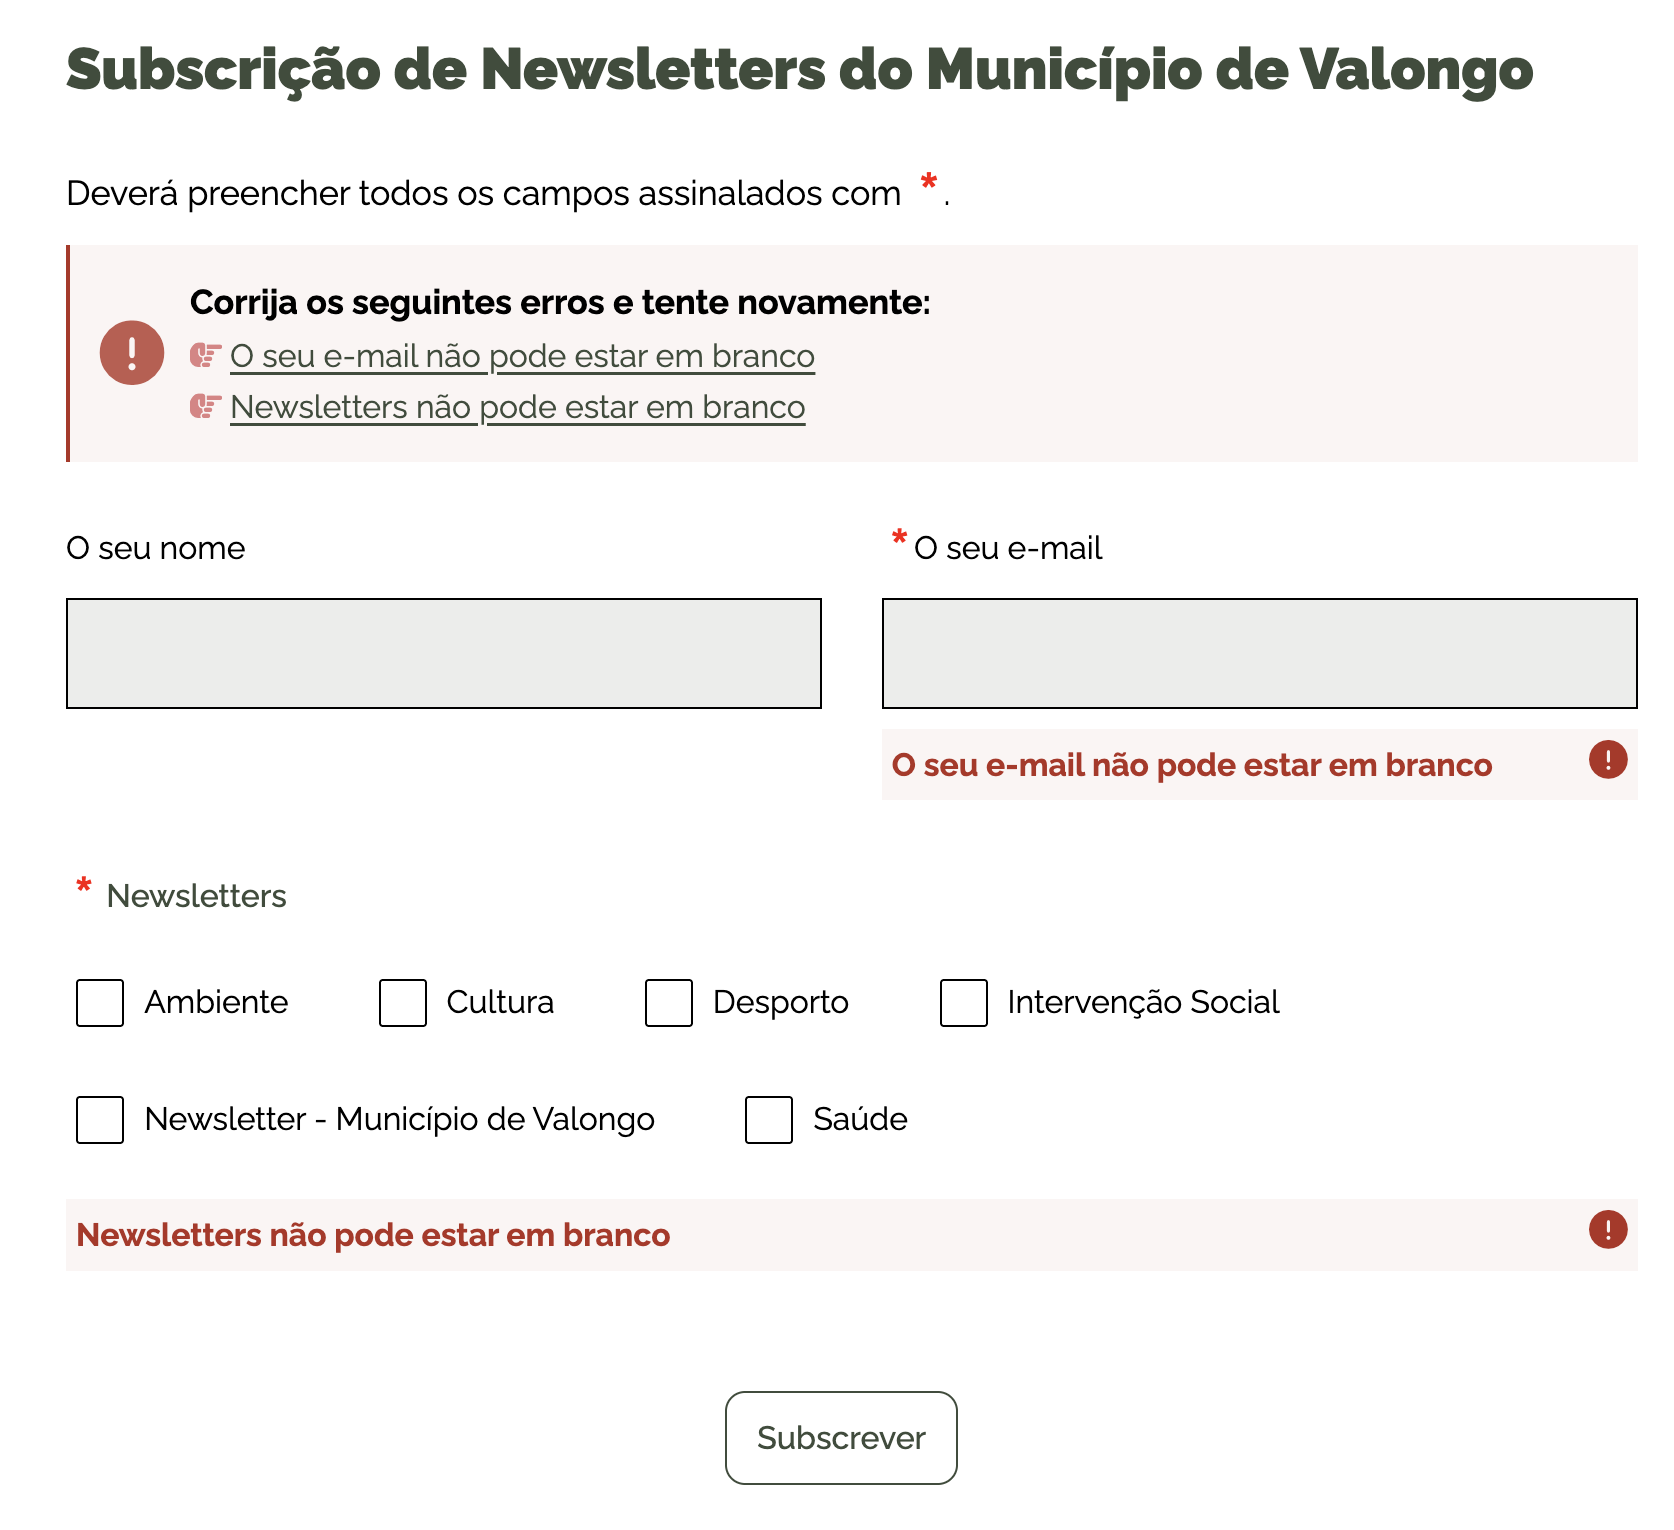 Subscrição de Newsletters do Município de Valongo
Deverá preencher todos os campos assinalados com *.
Corrija os seguintes erros e tente novamente:
O seu e-mail não pode estar em branco
Newsletters não pode estar em branco
O seu nome
* O seu e-mail
O seu e-mail não pode estar em branco
* Newsletters
Ambiente Cultura Desporto Intervenção Social
Newsletter - Município de Valongo Saúde
Newsletters não pode estar em branco
Subscrever